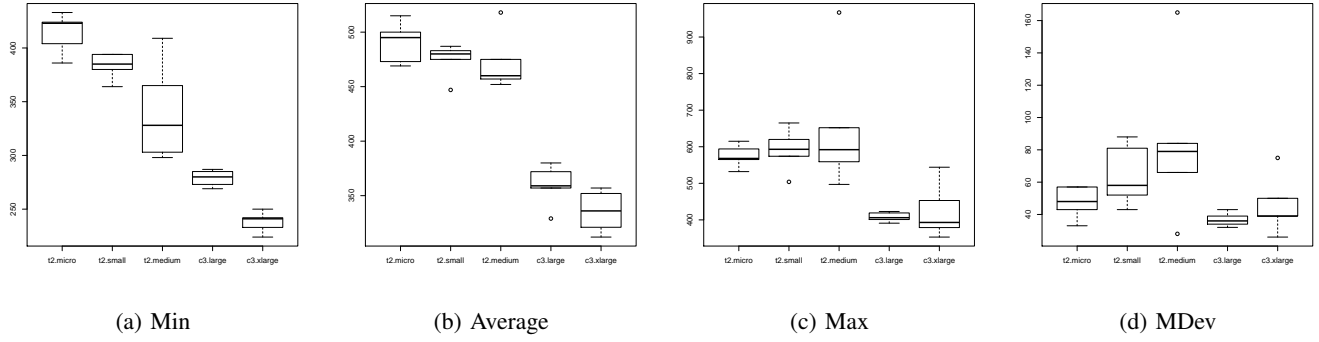 400
350
300
250
t2.micro t2.small t2.medium c3.large c3.xlarge
(a) Min
500
450
400
350
t2.micro t2.small t2.medium c3.large c3.xlarge
(b) Average
900
800
700
600
500
400
t2.micro t2.small t2.medium c3.large c3.xlarge
(c) Max
160
140
120
100
80
60
40
t2.micro t2.small t2.medium c3.large c3.xlarge
(d) MDev